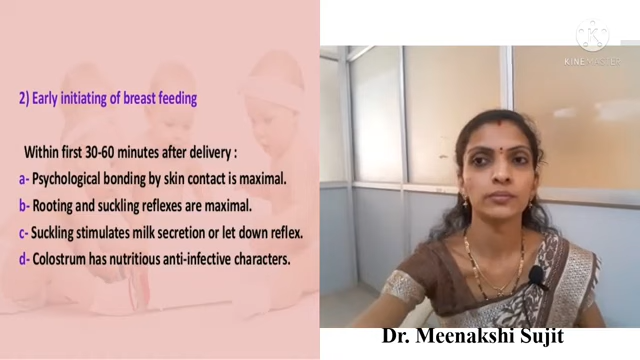 2) Early initiating of breast feeding
Within first 30-60 minutes after delivery :
a- Psychological bonding by skin contact is maximal.
b- Rooting and suckling reflexes are maximal.
c- Suckling stimulates milk secretion or let down reflex.
d- Colostrum has nutritious anti-infective characters.
KINEMASTER
Dr. Meenakshi Sujit